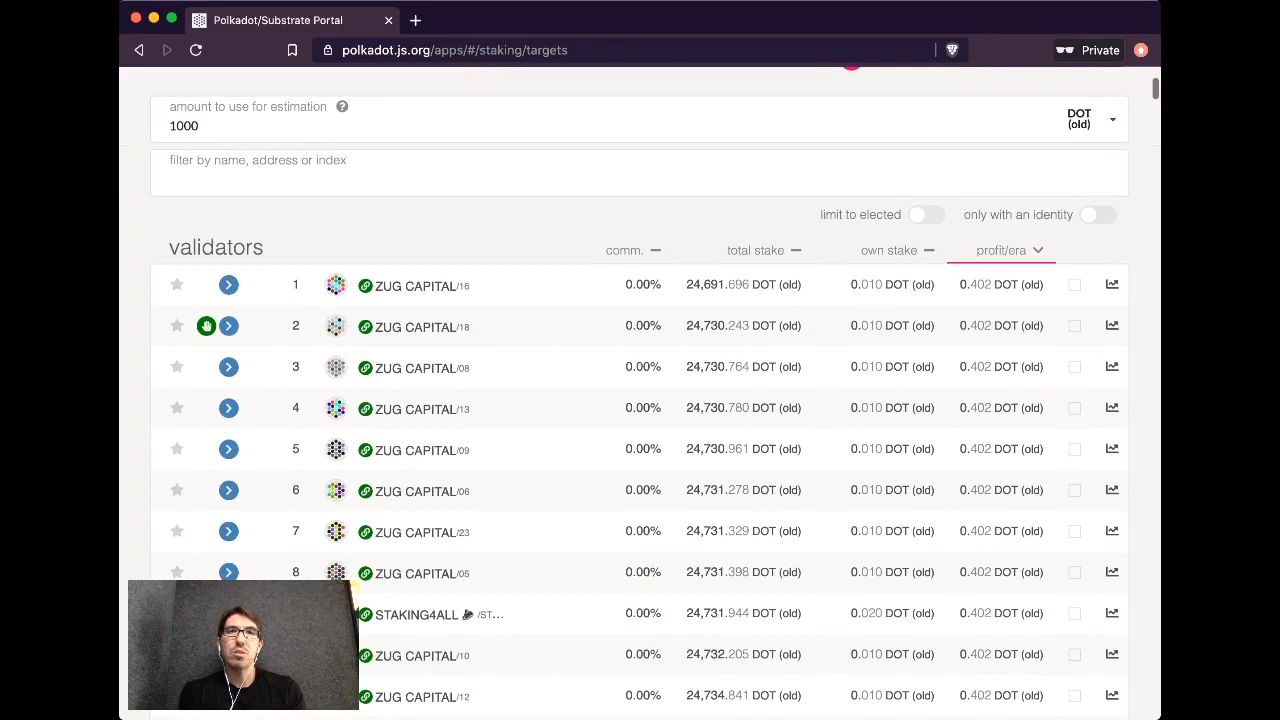 Polkadot/Substrate Portal
polkadot.js.org/apps/#/staking/targets
Private
amount to use for estimation
1000
DOT
(old)
filter by name, address or index
limit to elected only with an identity
validators comm. total stake own stake profit/era
1 ZUG CAPITAL/16 0.00% 24,691.696 DOT (old) 0.010 DOT (old) 0.402 DOT (old)
2 ZUG CAPITAL/18 0.00% 24,730.243 DOT (old) 0.010 DOT (old) 0.402 DOT (old)
3 ZUG CAPITAL/08 0.00% 24,730.764 DOT (old) 0.010 DOT (old) 0.402 DOT (old)
4 ZUG CAPITAL/13 0.00% 24,730.780 DOT (old) 0.010 DOT (old) 0.402 DOT (old)
5 ZUG CAPITAL/09 0.00% 24,730.961 DOT (old) 0.010 DOT (old) 0.402 DOT (old)
6 ZUG CAPITAL/06 0.00% 24,731.278 DOT (old) 0.010 DOT (old) 0.402 DOT (old)
7 ZUG CAPITAL/23 0.00% 24,731.329 DOT (old) 0.010 DOT (old) 0.402 DOT (old)
8 ZUG CAPITAL/05 0.00% 24,731.398 DOT (old) 0.010 DOT (old) 0.402 DOT (old)
STAKING4ALL /ST... 0.00% 24,731.944 DOT (old) 0.020 DOT (old) 0.402 DOT (old)
ZUG CAPITAL/10 0.00% 24,732.205 DOT (old) 0.010 DOT (old) 0.402 DOT (old)
ZUG CAPITAL/12 0.00% 24,734.841 DOT (old) 0.010 DOT (old) 0.402 DOT (old)